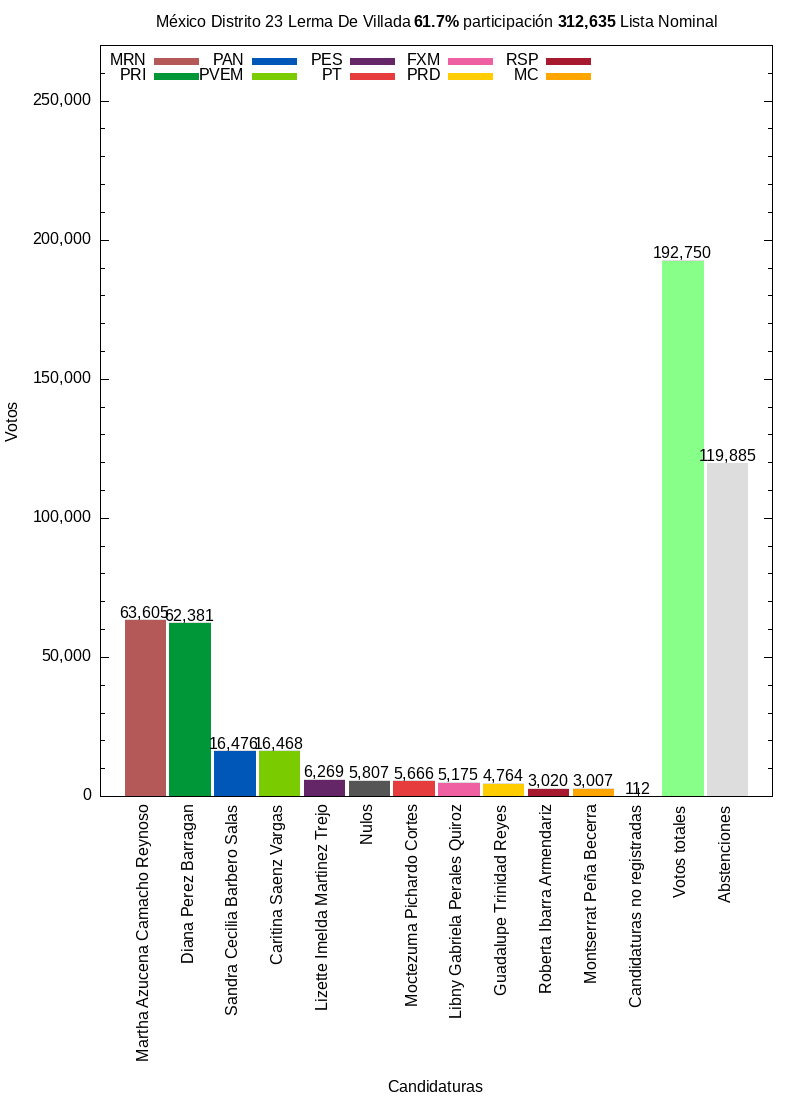 México Distrito 23 Lerma De Villada 61.7% participación 312,635 Lista Nominal
MRN PAN PES FXM RSP
PRI PVEM PT PRD MC
250,000
200,000
150,000
100,000
50,000
0
Votos
63,605
62,381
16,476
16,468
6,269
5,807
5,666
5,175
4,764
3,020
3,007
112
192,750
119,885
Martha Azucena Camacho Reynoso
Diana Perez Barragan
Sandra Cecilia Barbero Salas
Caritina Saenz Vargas
Lizette Imelda Martinez Trejo
Nulos
Moctezuma Pichardo Cortes
Libny Gabriela Perales Quiroz
Guadalupe Trinidad Reyes
Roberta Ibarra Armendariz
Montserrat Peña Becerra
Candidaturas no registradas
Votos totales
Abstenciones
Candidaturas